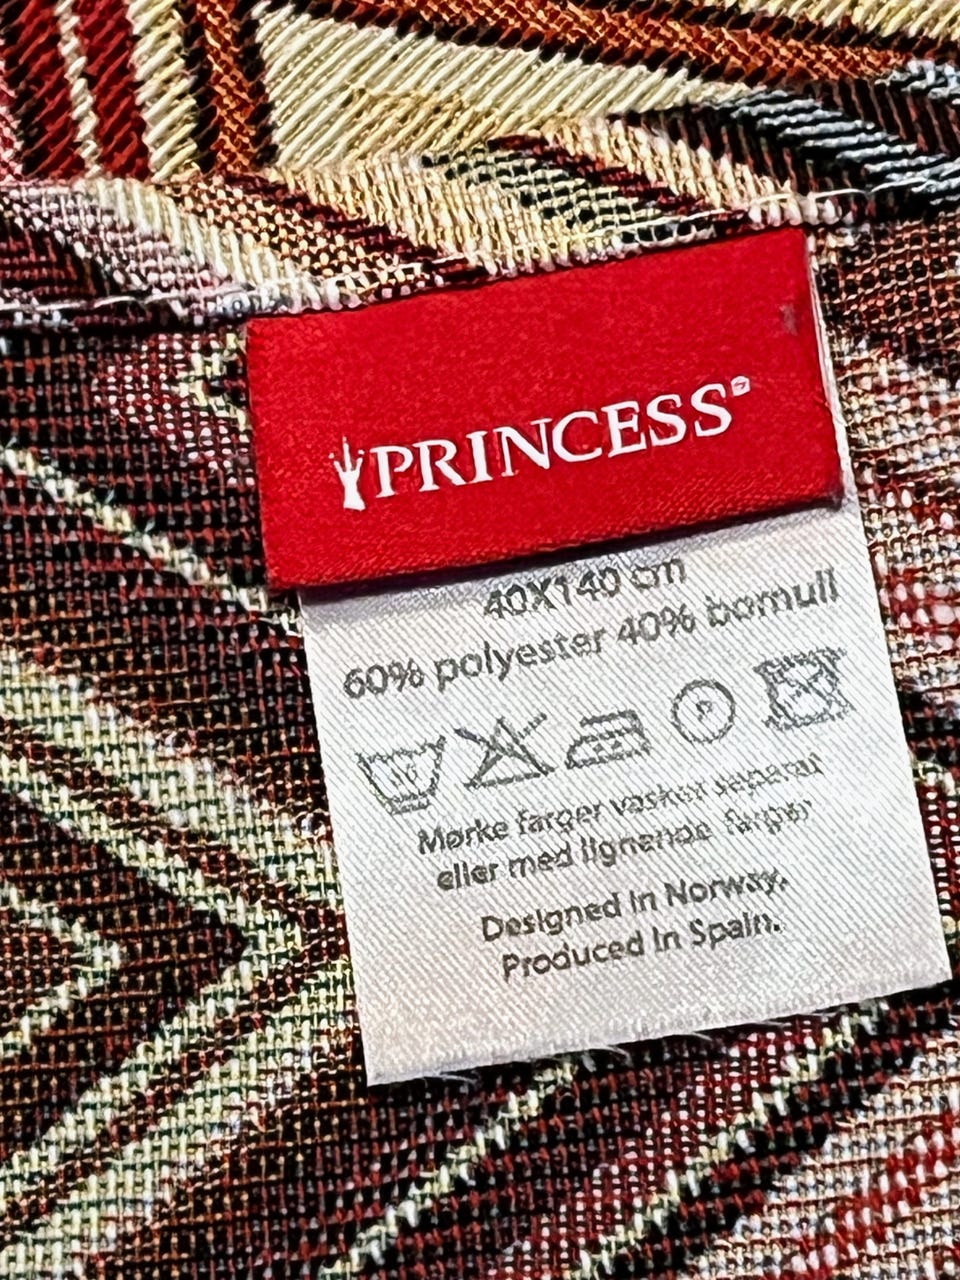 PRINCESS®
40X140 cm
60% polyester 40% bomull
P
Mørke farger vaskes separat
eller med lignende farger
Designed in Norway.
Produced in Spain.